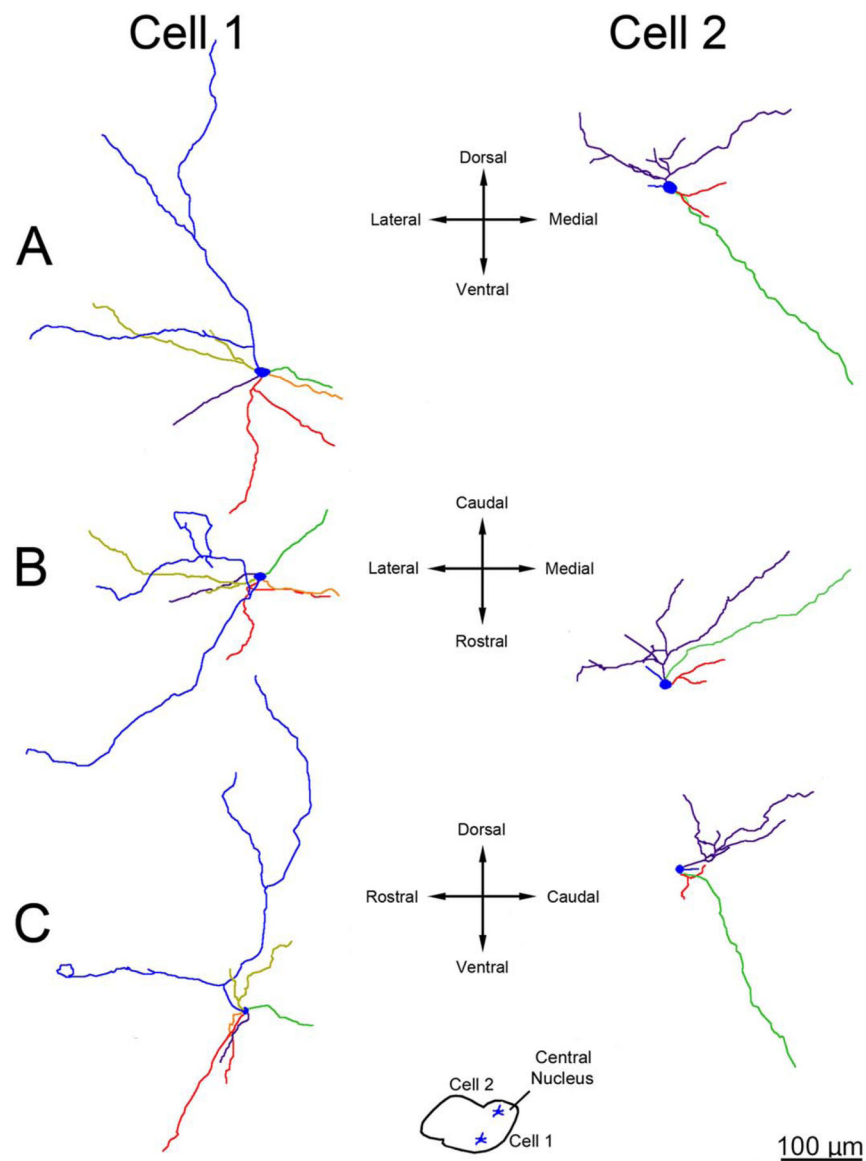 Cell 1
Cell 2
A
Dorsal
Lateral
Medial
Ventral
B
Caudal
Lateral
Medial
Rostral
C
Dorsal
Rostral
Caudal
Ventral
Central
Nucleus
Cell 2
Cell 1
100 µm